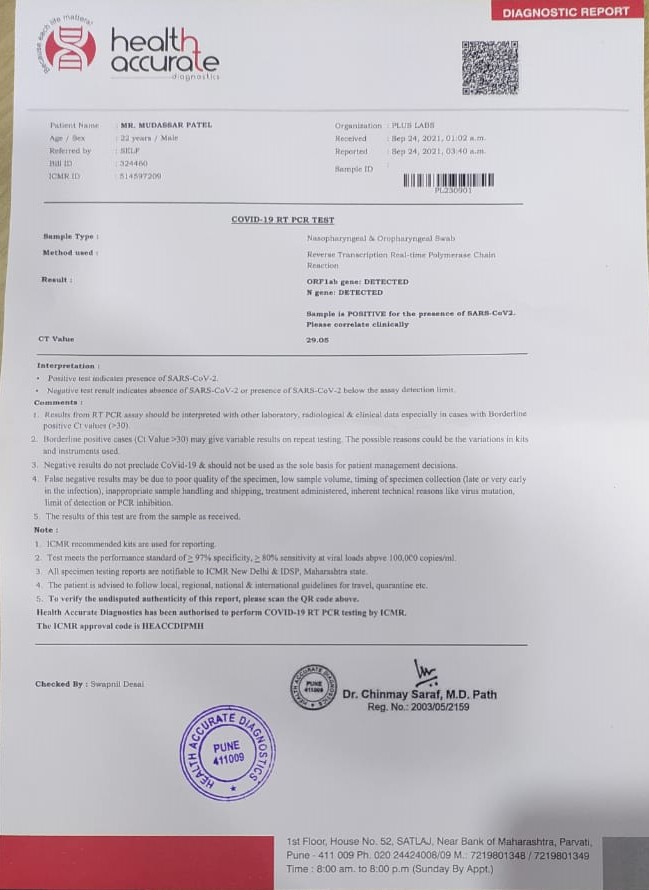 DIAGNOSTIC REPORT
Because each life matters!
health
accurate
diagnostics
Patient Name : MR. MUDASSAR PATEL
Organization : PLUS LABS
Age / Sex : 22 years / Male
Received : Sep 24, 2021, 01:02 a.m.
Referred by : SELF
Reported : Sep 24, 2021, 03:40 a.m.
Bill ID : 324460
Sample ID :
ICMR ID : 514597209
PL230901
COVID-19 RT PCR TEST
Sample Type : Nasopharyngeal & Oropharyngeal Swab
Method used : Reverse Transcription Real-time Polymerase Chain
Reaction
Result : ORF1ab gene: DETECTED
N gene: DETECTED
Sample is POSITIVE for the presence of SARS-CoV2.
Please correlate clinically
CT Value 29.05
Interpretation :
• Positive test indicates presence of SARS-CoV-2.
• Negative test result indicates absence of SARS-CoV-2 or presence of SARS-CoV-2 below the assay detection limit.
Comments :
1. Results from RT PCR assay should be interpreted with other laboratory, radiological & clinical data especially in cases with Borderline
positive Ct values (>30).
2. Borderline positive cases (Ct Value >30) may give variable results on repeat testing. The possible reasons could be the variations in kits
and instruments used.
3. Negative results do not preclude CoVid-19 & should not be used as the sole basis for patient management decisions.
4. False negative results may be due to poor quality of the specimen, low sample volume, timing of specimen collection (late or very early
in the infection), inappropriate sample handling and shipping, treatment administered, inherent technical reasons like virus mutation,
limit of detection or PCR inhibition.
5. The results of this test are from the sample as received.
Note :
1. ICMR recommended kits are used for reporting.
2. Test meets the performance standard of ≥ 97% specificity, ≥ 80% sensitivity at viral loads above 100,000 copies/ml.
3. All specimen testing reports are notifiable to ICMR New Delhi & IDSP, Maharashtra state.
4. The patient is advised to follow local, regional, national & international guidelines for travel, quarantine etc.
5. To verify the undisputed authenticity of this report, please scan the QR code above.
Health Accurate Diagnostics has been authorised to perform COVID-19 RT PCR testing by ICMR.
The ICMR approval code is HEACCDIPMH
Checked By : Swapnil Desai
HEALTH ACCURATE DIAGNOSTICS
PUNE
411009
Dr. Chinmay Saraf, M.D. Path
Reg. No.: 2003/05/2159
HEALTH ACCURATE DIAGNOSTICS
PUNE
411009
1st Floor, House No. 52, SATLAJ, Near Bank of Maharashtra, Parvati,
Pune - 411 009 Ph. 020 24424008/09 M.: 7219801348 / 7219801349
Time : 8:00 am. to 8:00 p.m (Sunday By Appt.)